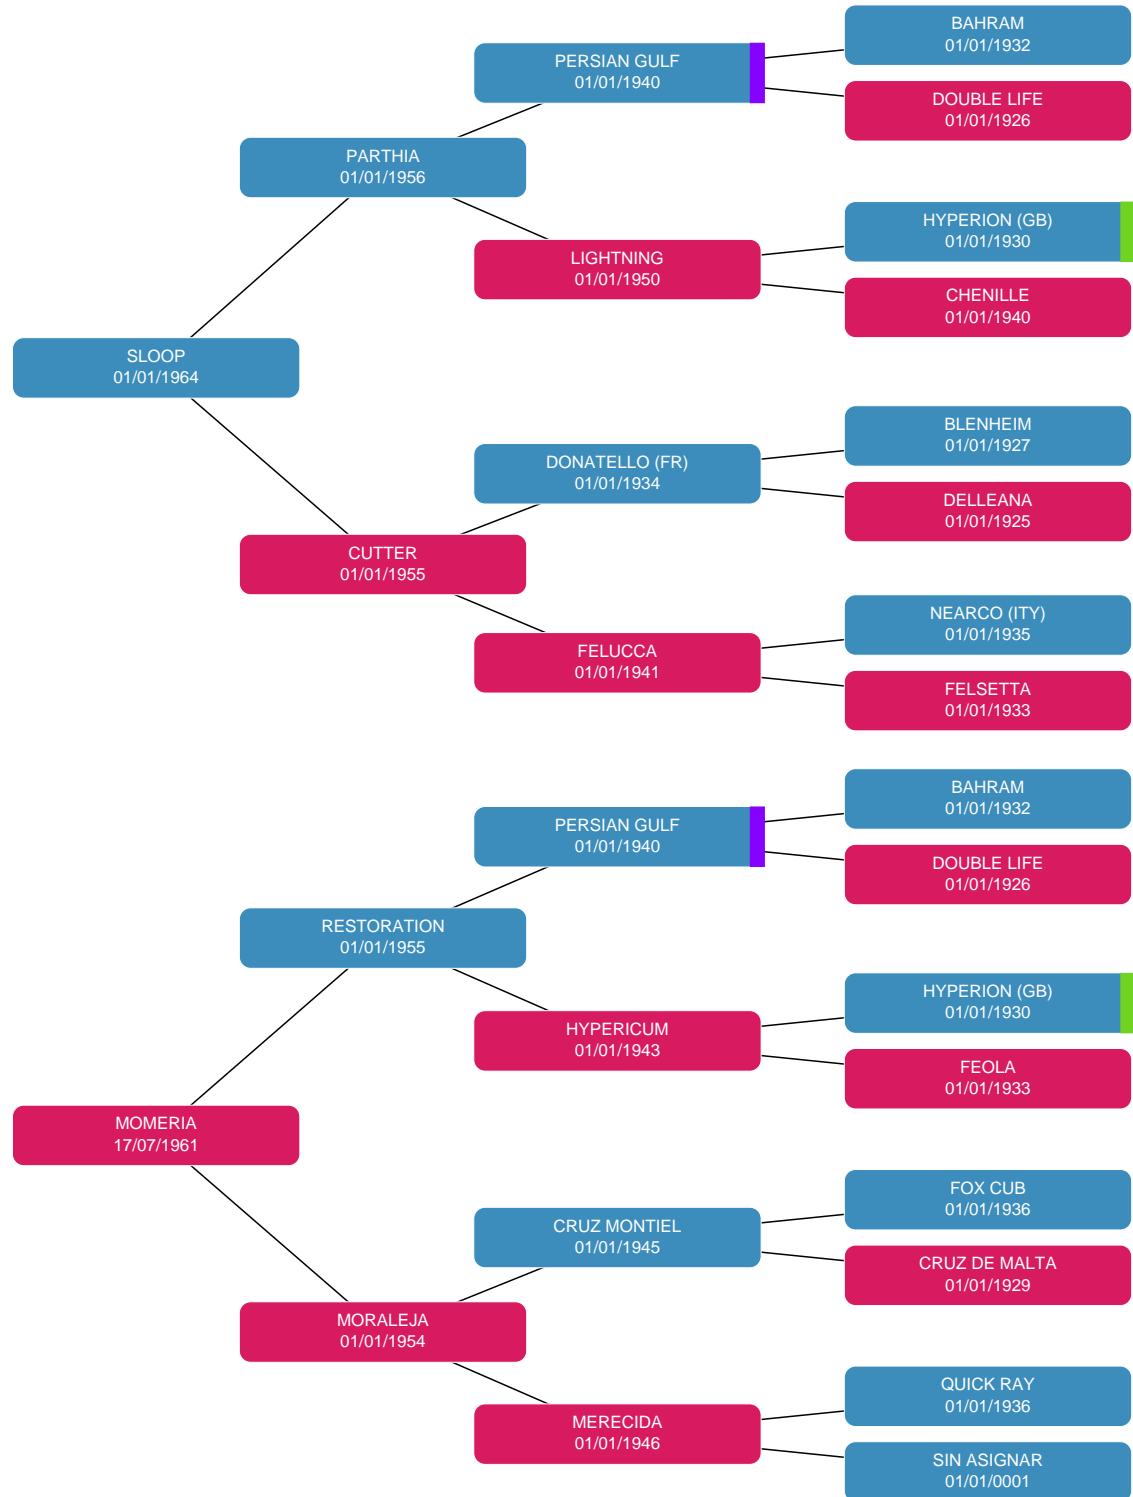 BAHRAM
01/01/1932
PERSIAN GULF
01/01/1940
DOUBLE LIFE
01/01/1926
PARTHIA
01/01/1956
HYPERION (GB)
01/01/1930
LIGHTNING
01/01/1950
CHENILLE
01/01/1940
SLOOP
01/01/1964
BLENHEIM
01/01/1927
DONATELLO (FR)
01/01/1934
DELLEANA
01/01/1925
CUTTER
01/01/1955
NEARCO (ITY)
01/01/1935
FELUCCA
01/01/1941
FELSETTA
01/01/1933
BAHRAM
01/01/1932
PERSIAN GULF
01/01/1940
DOUBLE LIFE
01/01/1926
RESTORATION
01/01/1955
HYPERION (GB)
01/01/1930
HYPERICUM
01/01/1943
FEOLA
01/01/1933
MOMERIA
17/07/1961
FOX CUB
01/01/1936
CRUZ MONTIEL
01/01/1945
CRUZ DE MALTA
01/01/1929
MORALEJA
01/01/1954
QUICK RAY
01/01/1936
MERECIDA
01/01/1946
SIN ASIGNAR
01/01/0001